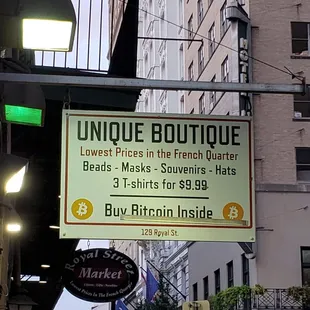 UNIQUE BOUTIQUE
Lowest Prices in the French Quarter
Beads - Masks - Souvenirs - Hats
3 T-shirts for $9.99
Buy Bitcoin Inside
129 Royal St.
Royal Street
Market